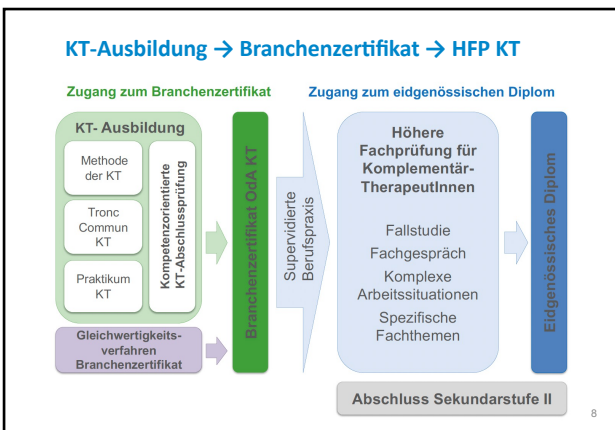 KT-Ausbildung → Branchenzertifikat → HFP KT
Zugang zum Branchenzertifikat
Zugang zum eidgenössischen Diplom
KT- Ausbildung
Methode
der KT
Tronc
Commun
KT
Praktikum
KT
Kompetenzorientierte
KT-Abschlussprüfung
Gleichwertigkeits-
verfahren
Branchenzertifikat
Branchenzertifikat OdA KT
Supervidierte
Berufspraxis
Höhere
Fachprüfung für
Komplementär-
TherapeutInnen
Fallstudie
Fachgespräch
Komplexe
Arbeitssituationen
Spezifische
Fachthemen
Eidgenössisches Diplom
Abschluss Sekundarstufe II
8